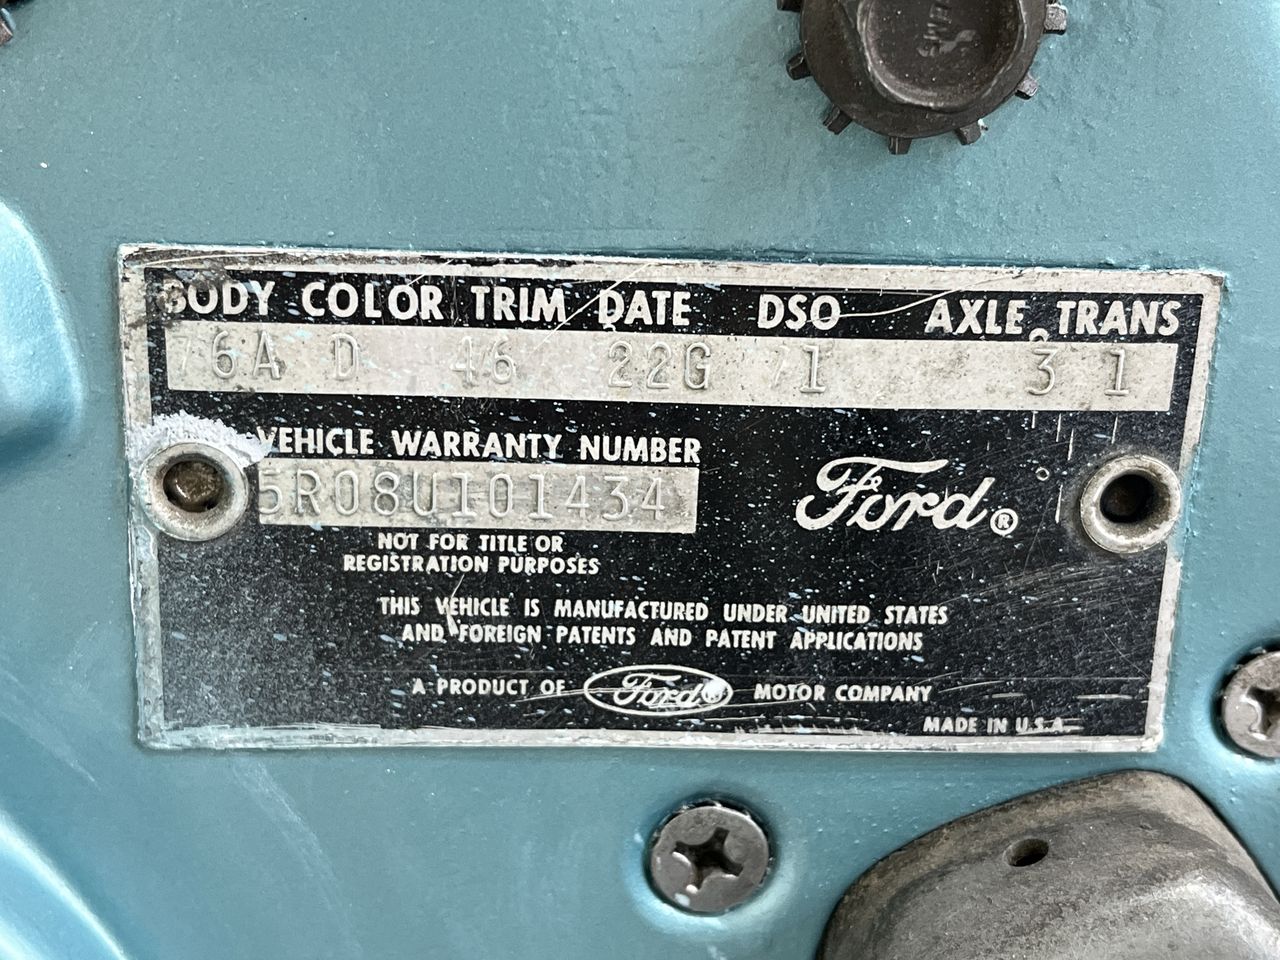 BODY COLOR TRIM DATE DSO AXLE TRANS
76A D 46 22G 71 3 1
VEHICLE WARRANTY NUMBER
5R08U101434
Ford®
NOT FOR TITLE OR
REGISTRATION PURPOSES
THIS VEHICLE IS MANUFACTURED UNDER UNITED STATES
AND FOREIGN PATENTS AND PATENT APPLICATIONS
A PRODUCT OF Ford MOTOR COMPANY
MADE IN U.S.A.